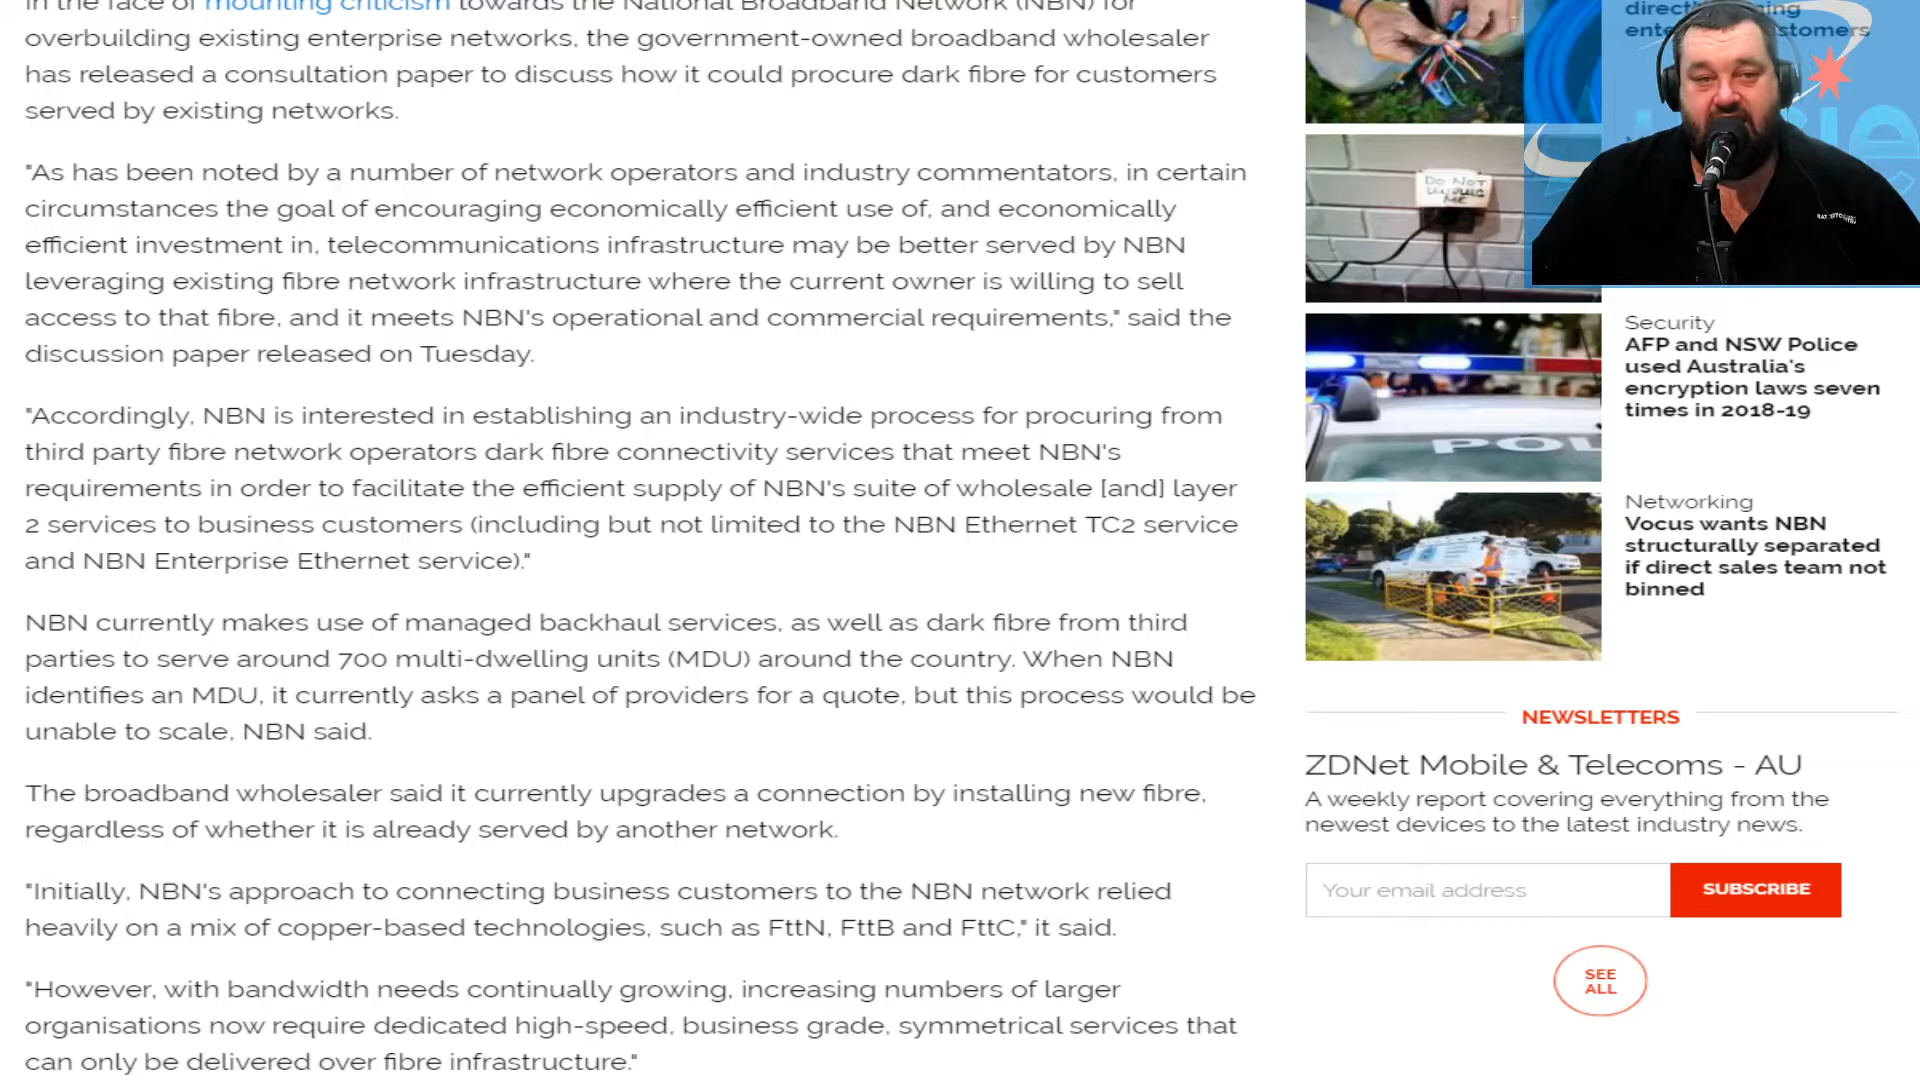 In the face of mounting criticism towards the National Broadband Network (NBN) for
overbuilding existing enterprise networks, the government-owned broadband wholesaler
has released a consultation paper to discuss how it could procure dark fibre for customers
served by existing networks.
"As has been noted by a number of network operators and industry commentators, in certain
circumstances the goal of encouraging economically efficient use of, and economically
efficient investment in, telecommunications infrastructure may be better served by NBN
leveraging existing fibre network infrastructure where the current owner is willing to sell
access to that fibre, and it meets NBN's operational and commercial requirements," said the
discussion paper released on Tuesday.
"Accordingly, NBN is interested in establishing an industry-wide process for procuring from
third party fibre network operators dark fibre connectivity services that meet NBN's
requirements in order to facilitate the efficient supply of NBN's suite of wholesale [and] layer
2 services to business customers (including but not limited to the NBN Ethernet TC2 service
and NBN Enterprise Ethernet service)."
NBN currently makes use of managed backhaul services, as well as dark fibre from third
parties to serve around 700 multi-dwelling units (MDU) around the country. When NBN
identifies an MDU, it currently asks a panel of providers for a quote, but this process would be
unable to scale, NBN said.
The broadband wholesaler said it currently upgrades a connection by installing new fibre,
regardless of whether it is already served by another network.
"Initially, NBN's approach to connecting business customers to the NBN network relied
heavily on a mix of copper-based technologies, such as FttN, FttB and FttC," it said.
"However, with bandwidth needs continually growing, increasing numbers of larger
organisations now require dedicated high-speed, business grade, symmetrical services that
can only be delivered over fibre infrastructure."
DO NOT
UNPLUG
ME
Security
AFP and NSW Police
used Australia's
encryption laws seven
times in 2018-19
POL
Networking
Vocus wants NBN
structurally separated
if direct sales team not
binned
NEWSLETTERS
ZDNet Mobile & Telecoms - AU
A weekly report covering everything from the
newest devices to the latest industry news.
Your email address
SUBSCRIBE
SEE
ALL